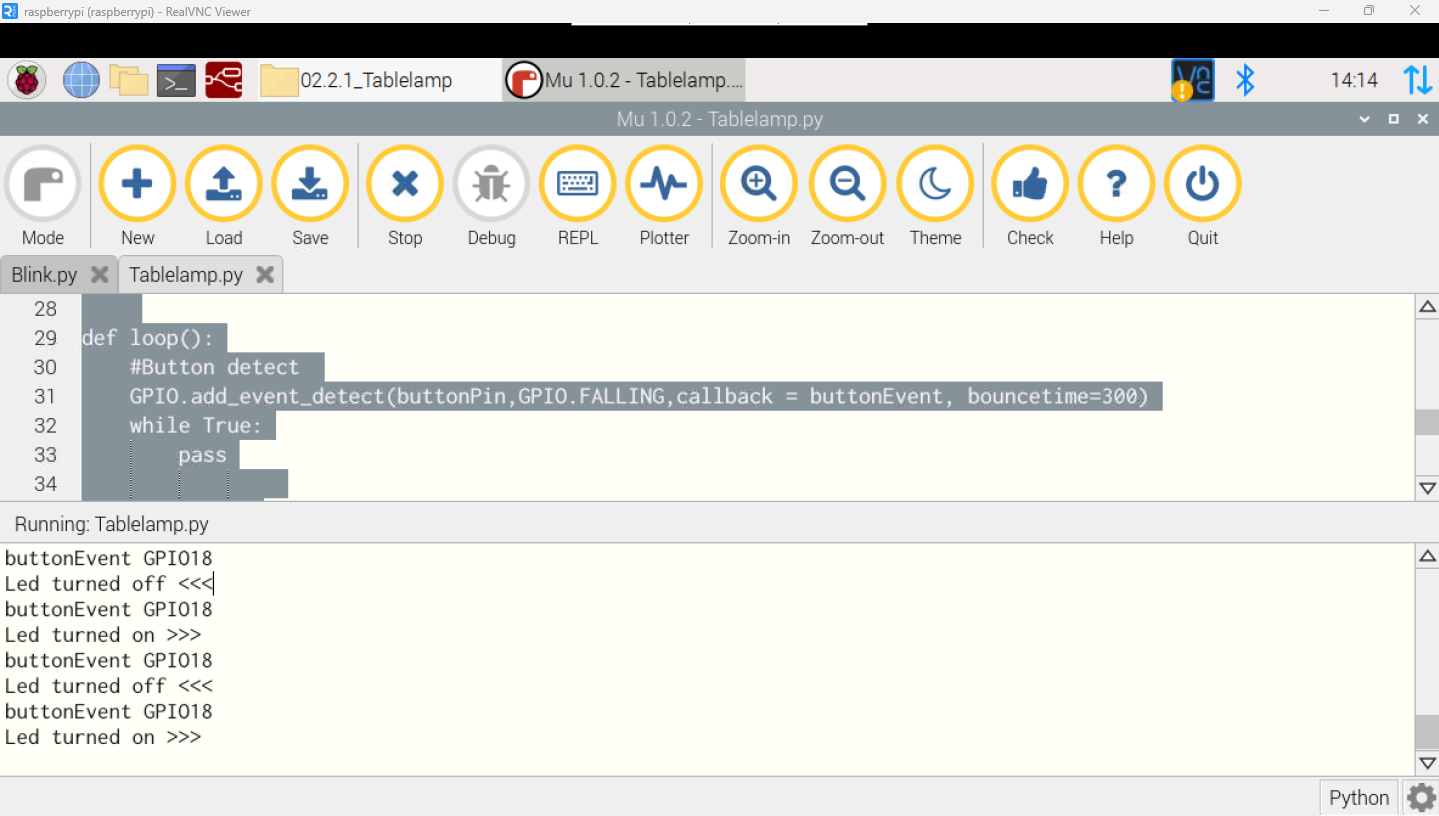 raspberrypi (raspberrypi) - RealVNC Viewer
02.2.1_Tablelamp
Mu 1.0.2 - Tablelamp....
14:14
Mu 1.0.2 - Tablelamp.py
Mode New Load Save Stop Debug REPL Plotter Zoom-in Zoom-out Theme Check Help Quit
Blink.py Tablelamp.py
28
29 def loop():
30     #Button detect
31     GPIO.add_event_detect(buttonPin,GPIO.FALLING,callback = buttonEvent, bouncetime=300)
32     while True:
33         pass
34
Running: Tablelamp.py
buttonEvent GPIO18
Led turned off <<<
buttonEvent GPIO18
Led turned on >>>
buttonEvent GPIO18
Led turned off <<<
buttonEvent GPIO18
Led turned on >>>
Python